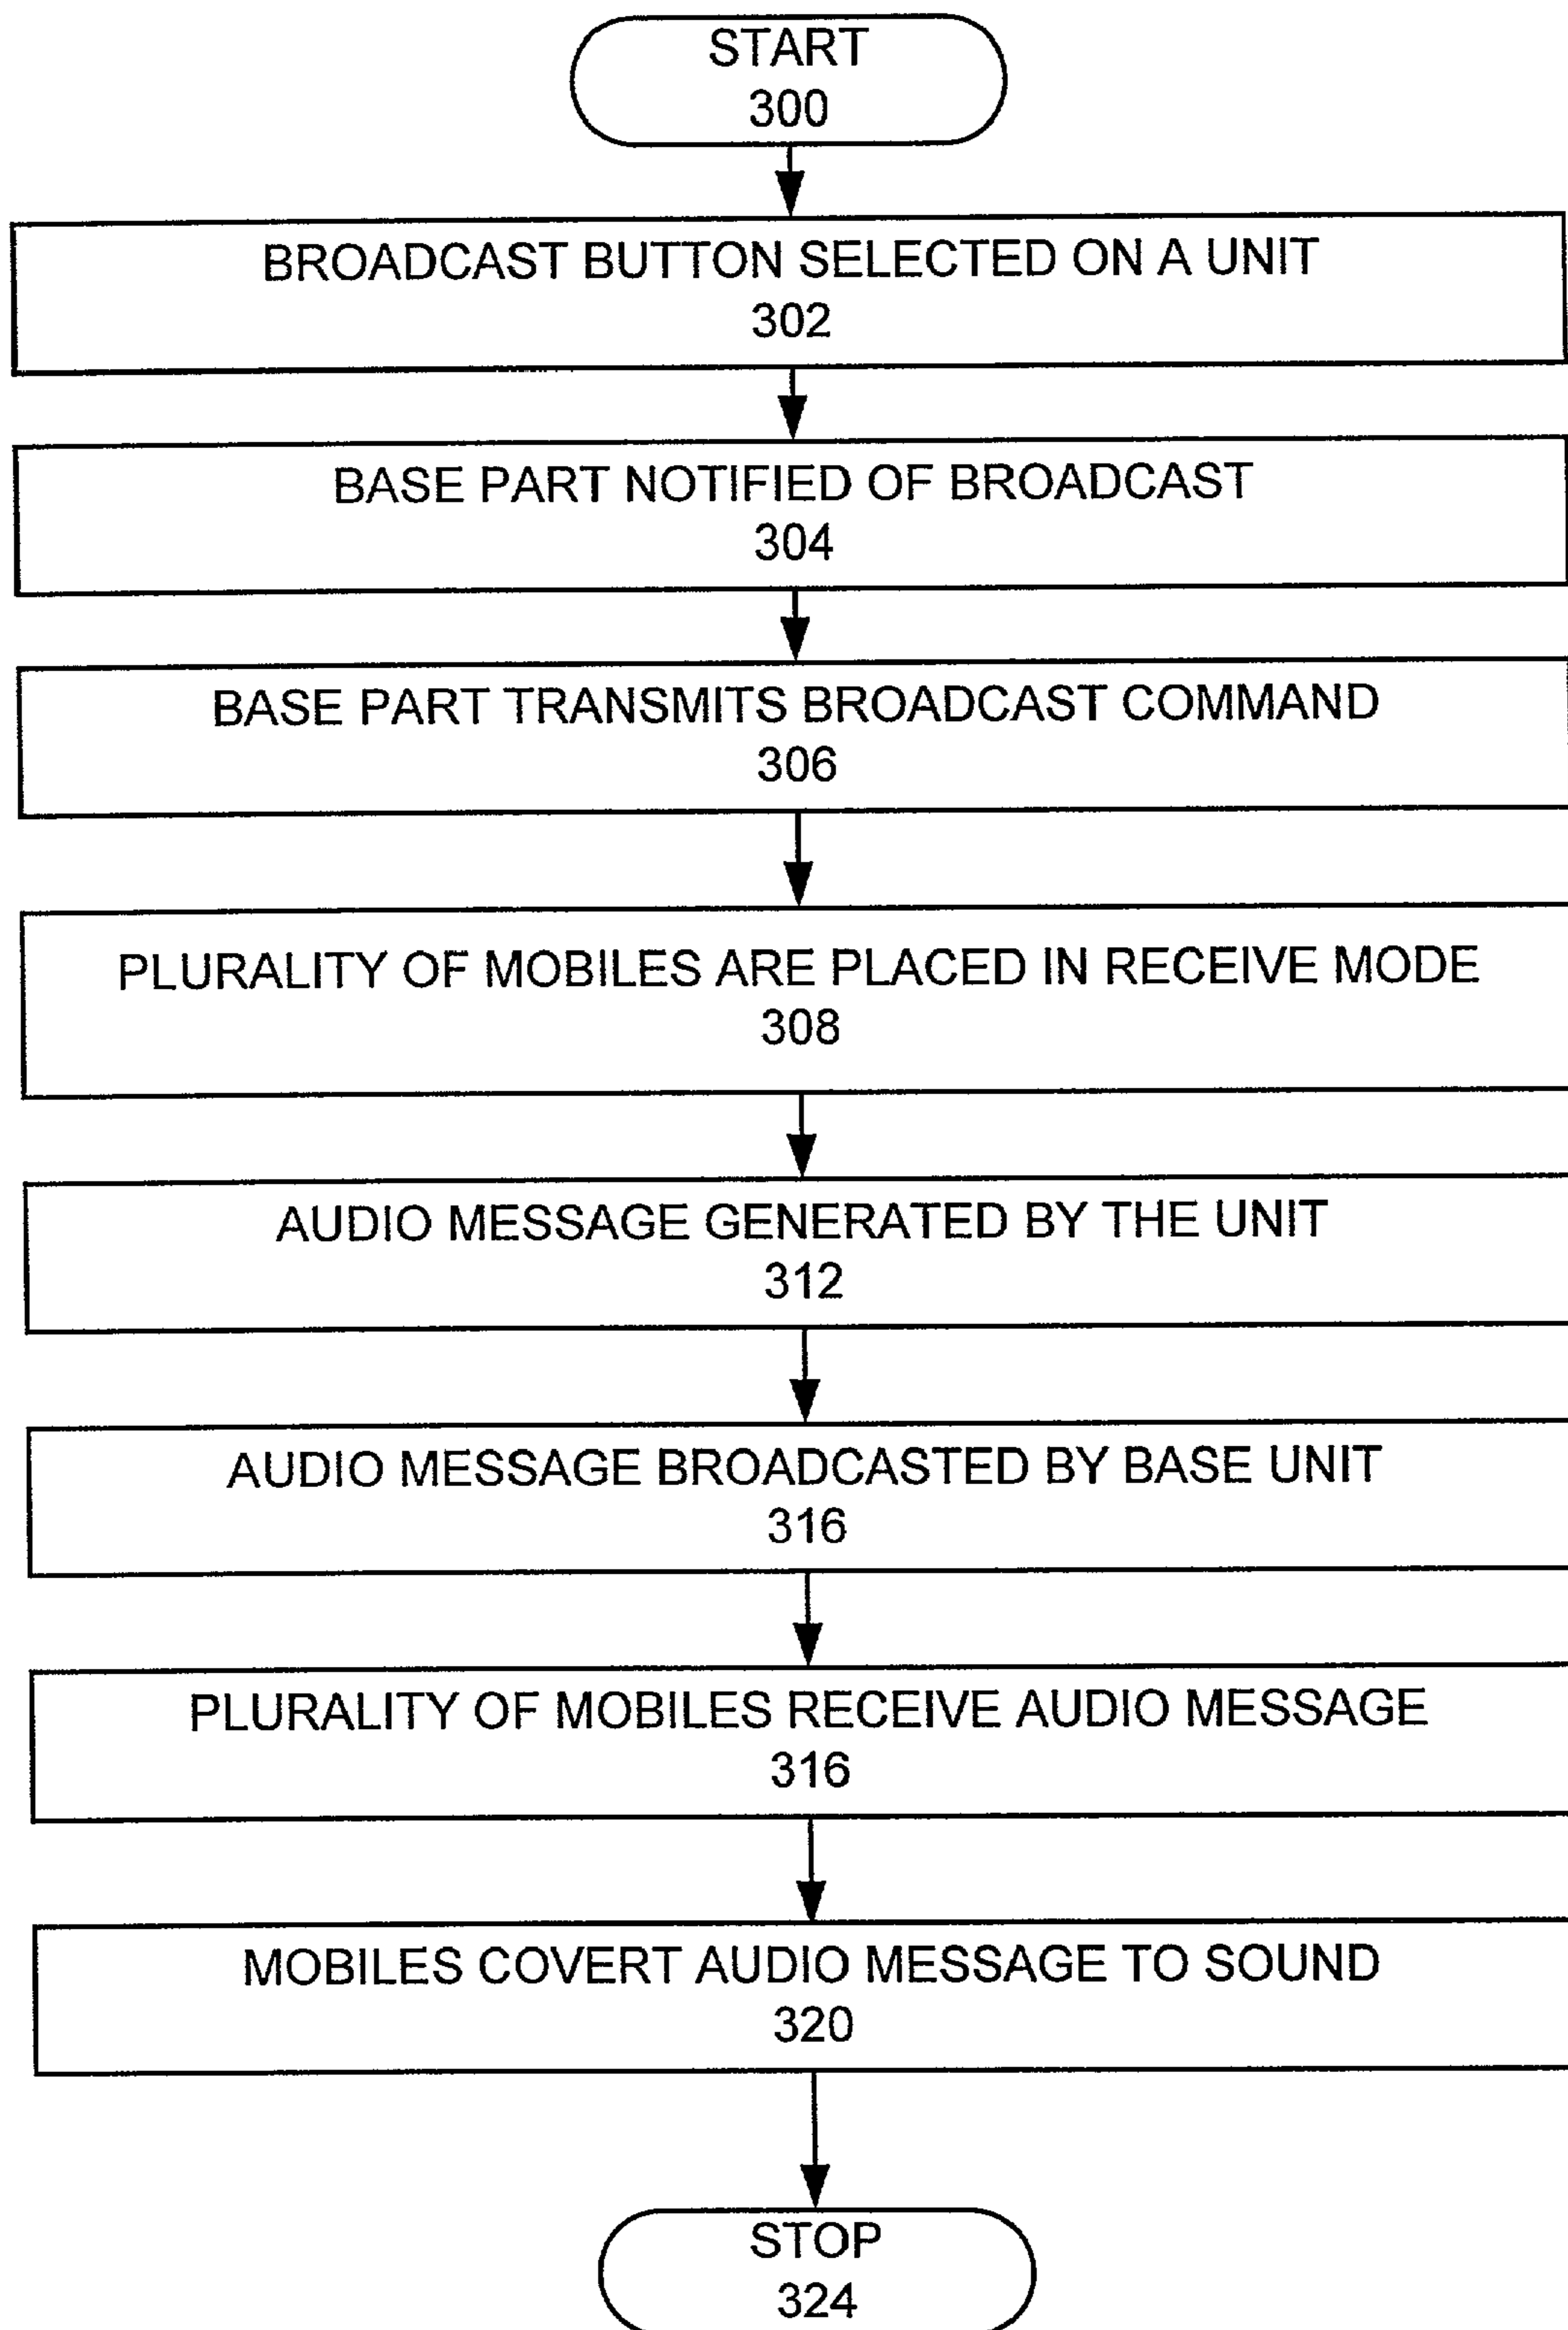 START
300
BROADCAST BUTTON SELECTED ON A UNIT
302
BASE PART NOTIFIED OF BROADCAST
304
BASE PART TRANSMITS BROADCAST COMMAND
306
PLURALITY OF MOBILES ARE PLACED IN RECEIVE MODE
308
AUDIO MESSAGE GENERATED BY THE UNIT
312
AUDIO MESSAGE BROADCASTED BY BASE UNIT
316
PLURALITY OF MOBILES RECEIVE AUDIO MESSAGE
316
MOBILES COVERT AUDIO MESSAGE TO SOUND
320
STOP
324